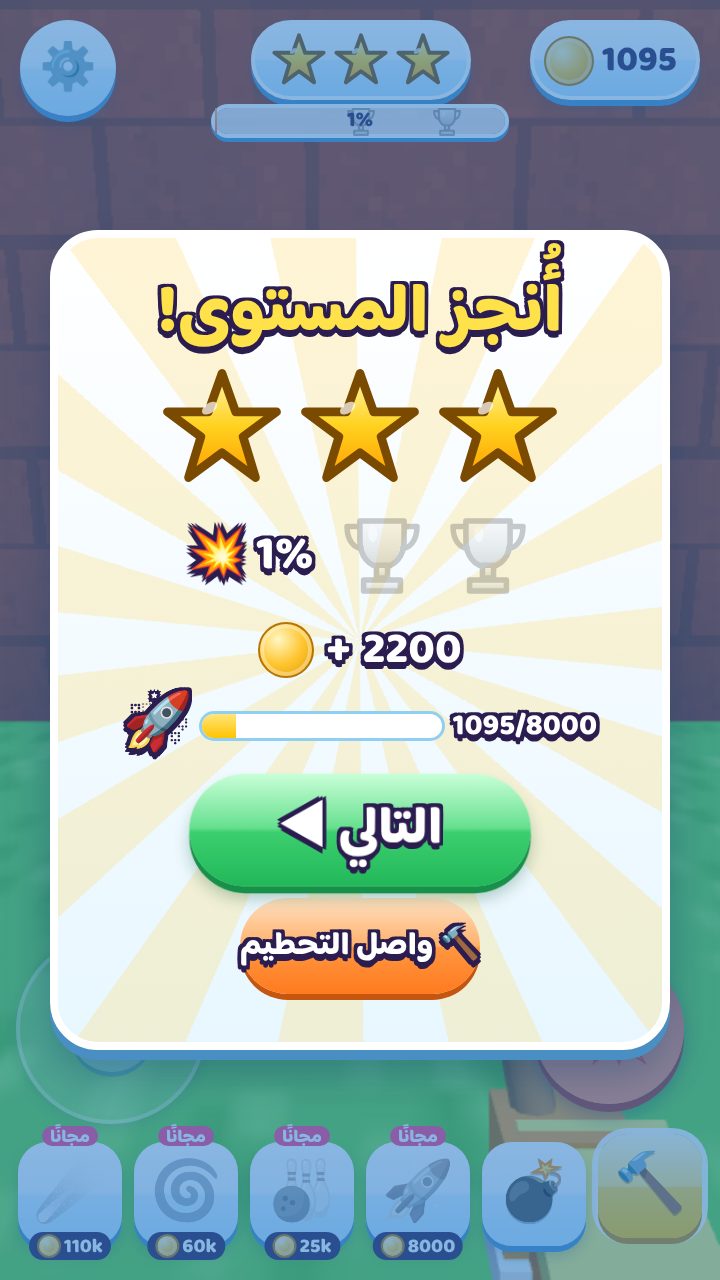 1095
1%
أُنجز المستوى!
1%
+ 2200
1095/8000
التالي
واصل التحطيم
مجانًا مجانًا مجانًا مجانًا
110k 60k 25k 8000